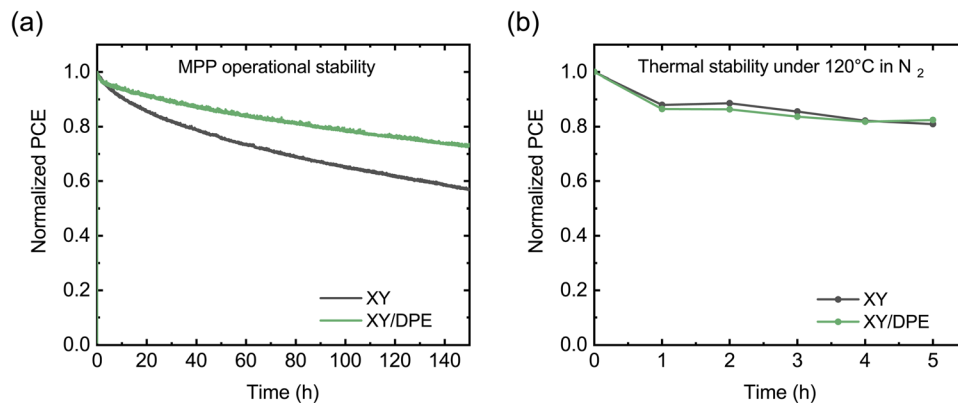 (a)
MPP operational stability
Normalized PCE
1.0
0.8
0.6
0.4
0.2
0.0
XY
XY/DPE
0 20 40 60 80 100 120 140
Time (h)
(b)
Thermal stability under 120°C in N 2
Normalized PCE
1.0
0.8
0.6
0.4
0.2
0.0
XY
XY/DPE
0 1 2 3 4 5
Time (h)